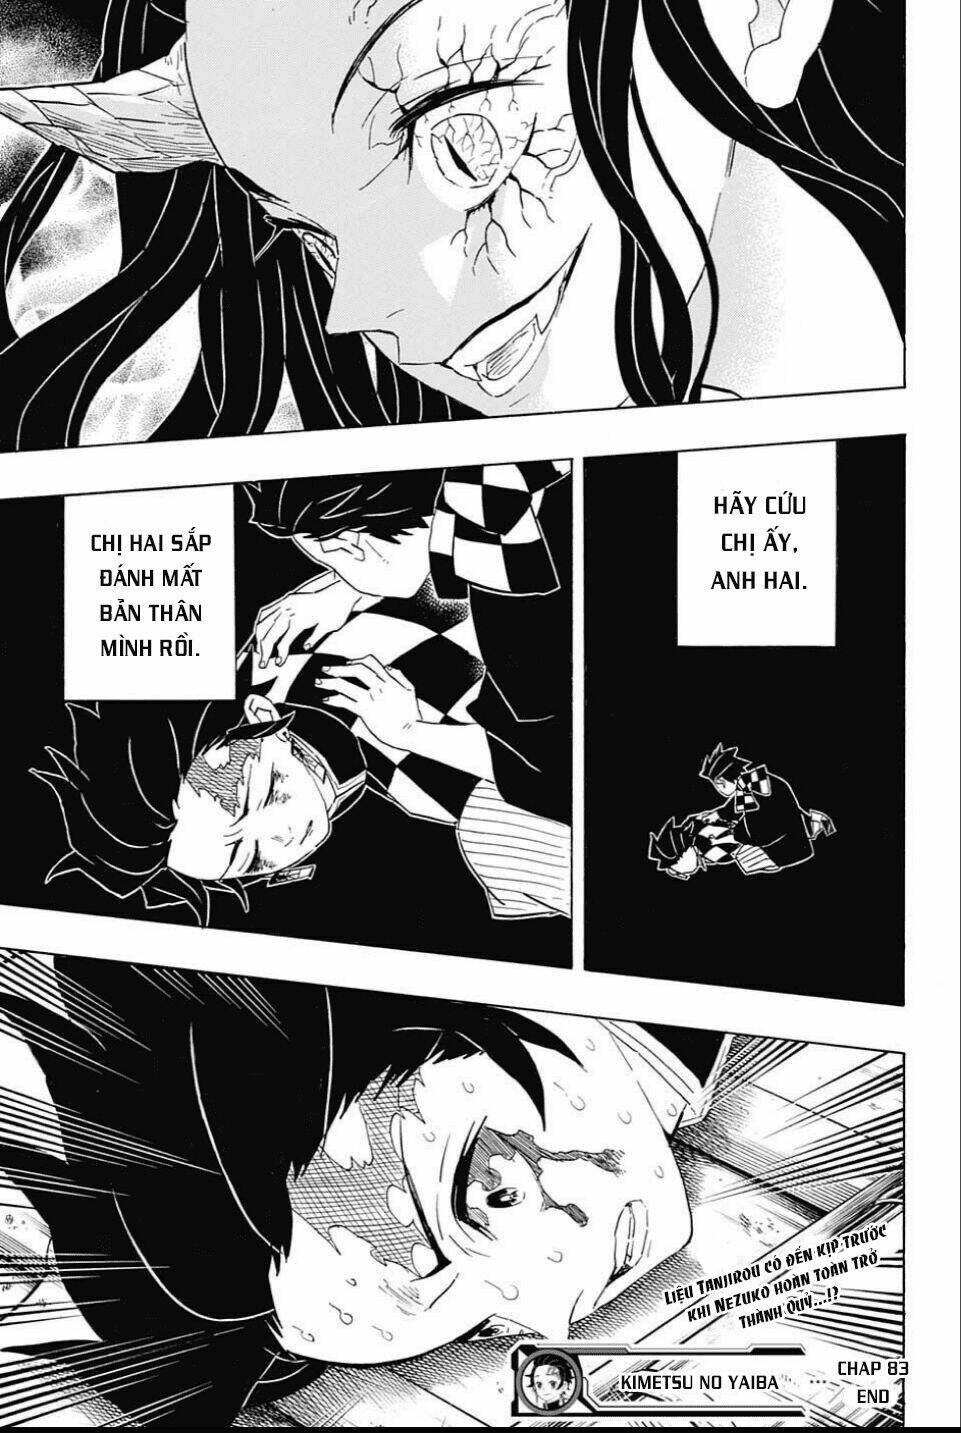 HÃY CỨU
CHỊ ẤY,
ANH HAI.
CHỊ HAI SẮP
ĐÁNH MẤT
BẢN THÂN
MÌNH RỒI.
LIỆU TANJIROU CÓ ĐẾN KỊP TRƯỚC
KHI NEZUKO HOÀN TOÀN TRỞ
THÀNH QUỶ...!?
KIMETSU NO YAIBA ..... CHAP 83
END